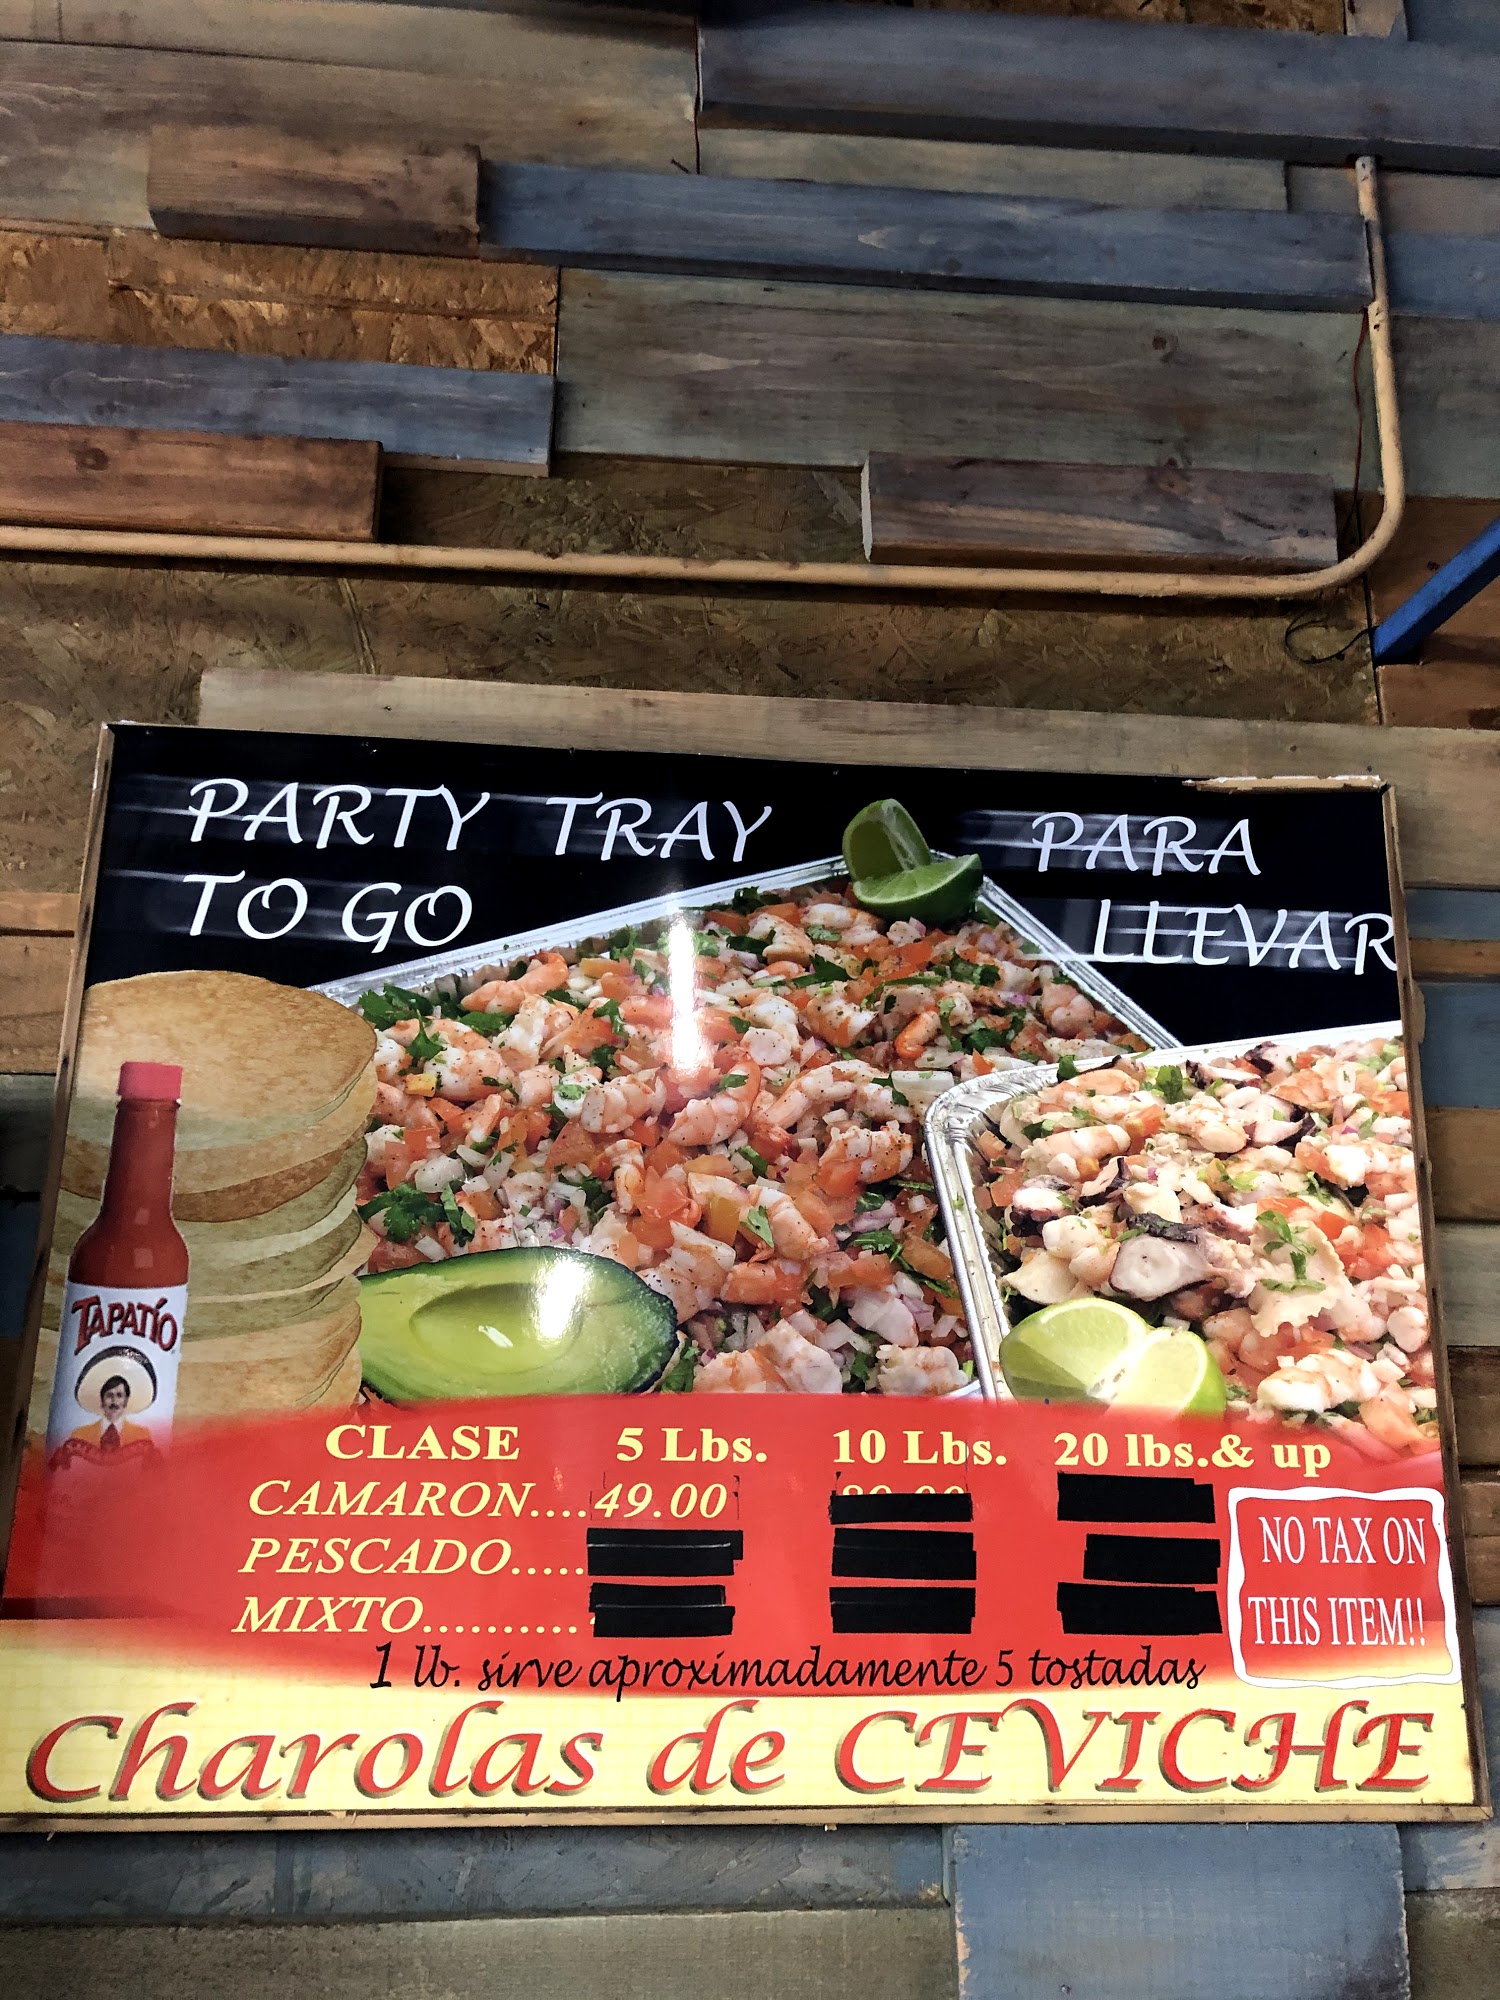 PARTY TRAY
TO GO
PARA
LLEVAR
TAPATÍO
CLASE 5 Lbs. 10 Lbs. 20 lbs.& up
CAMARON....49.00
PESCADO.....
MIXTO..........
NO TAX ON
THIS ITEM!!
1 lb. sirve aproximadamente 5 tostadas
Charolas de CEVICHE